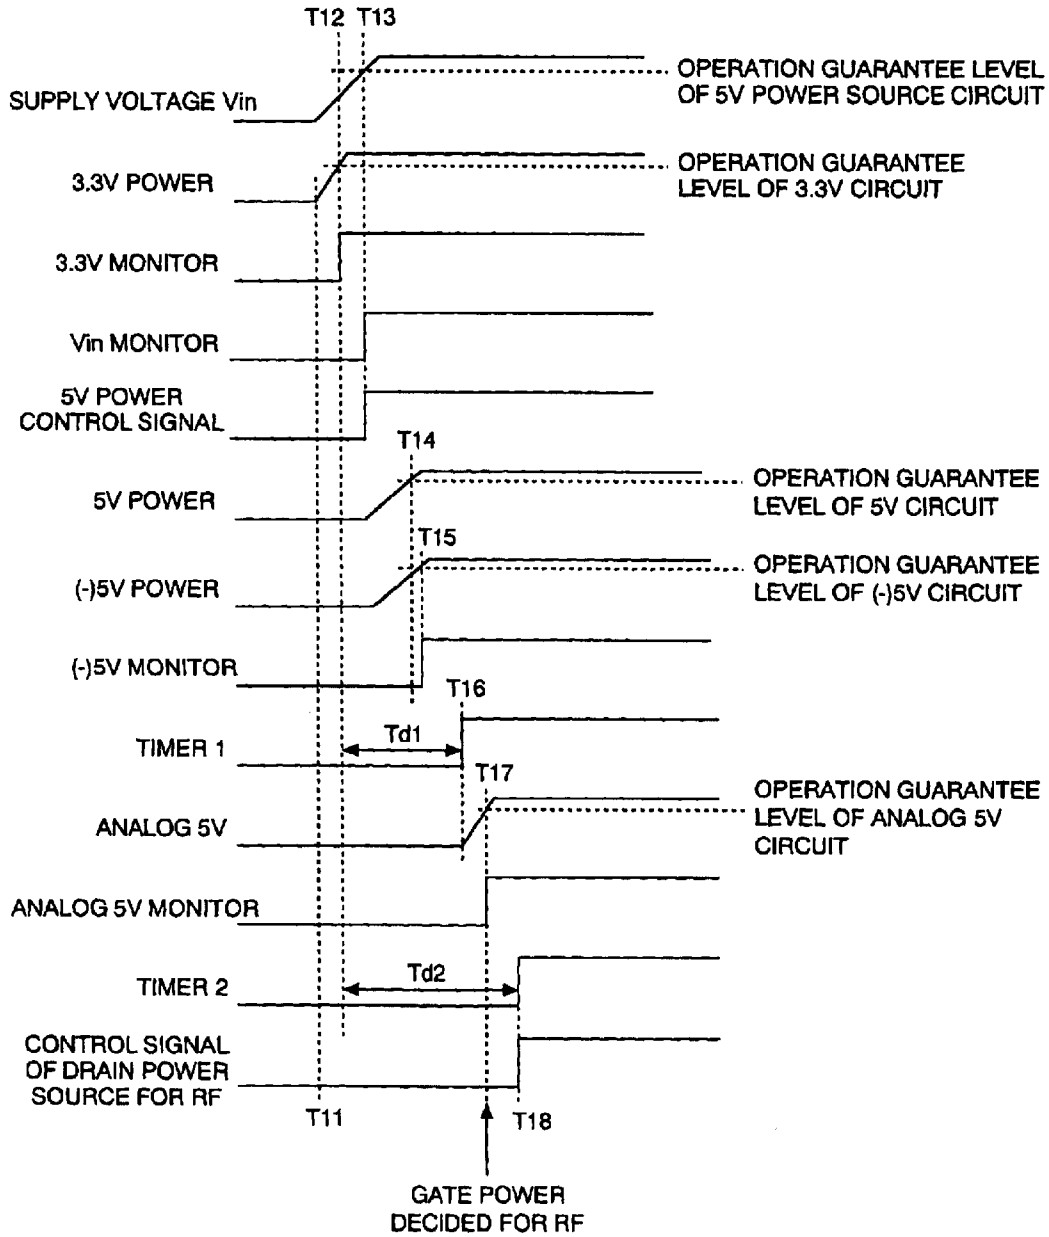 T12 T13
SUPPLY VOLTAGE Vin
OPERATION GUARANTEE LEVEL
OF 5V POWER SOURCE CIRCUIT
3.3V POWER
OPERATION GUARANTEE
LEVEL OF 3.3V CIRCUIT
3.3V MONITOR
Vin MONITOR
5V POWER
CONTROL SIGNAL
T14
5V POWER
OPERATION GUARANTEE
LEVEL OF 5V CIRCUIT
T15
(-)5V POWER
OPERATION GUARANTEE
LEVEL OF (-)5V CIRCUIT
(-)5V MONITOR
T16
TIMER 1
Td1
T17
ANALOG 5V
OPERATION GUARANTEE
LEVEL OF ANALOG 5V
CIRCUIT
ANALOG 5V MONITOR
TIMER 2
Td2
CONTROL SIGNAL
OF DRAIN POWER
SOURCE FOR RF
T11
T18
GATE POWER
DECIDED FOR RF